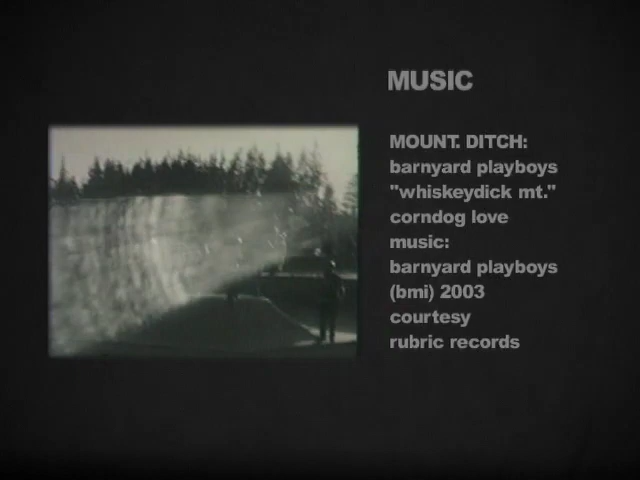 MUSIC
MOUNT. DITCH:
barnyard playboys
"whiskeydick mt."
corndog love
music:
barnyard playboys
(bmi) 2003
courtesy
rubric records